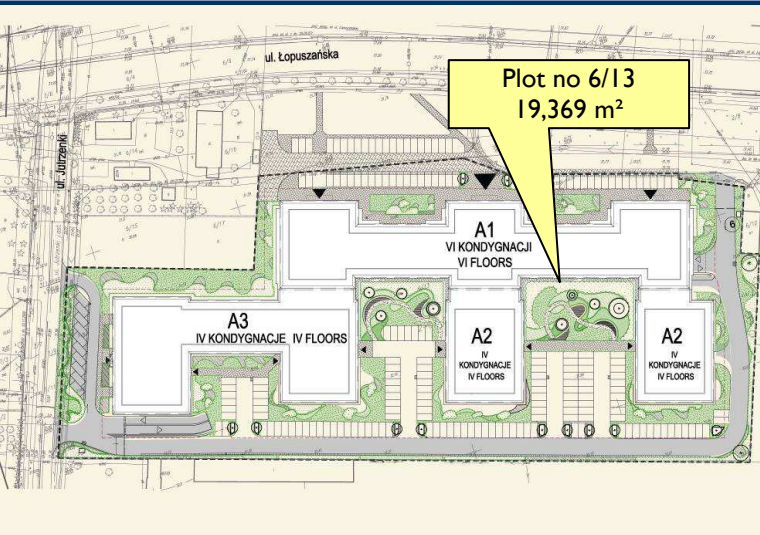 ul. Łopuszańska
Plot no 6/13
19,369 m²
ul. Jutrzenki
A1
VI KONDYGNACJI
VI FLOORS
6
A3
IV KONDYGNACJE IV FLOORS
A2
IV
KONDYGNACJE
IV FLOORS
A2
IV
KONDYGNACJE
IV FLOORS